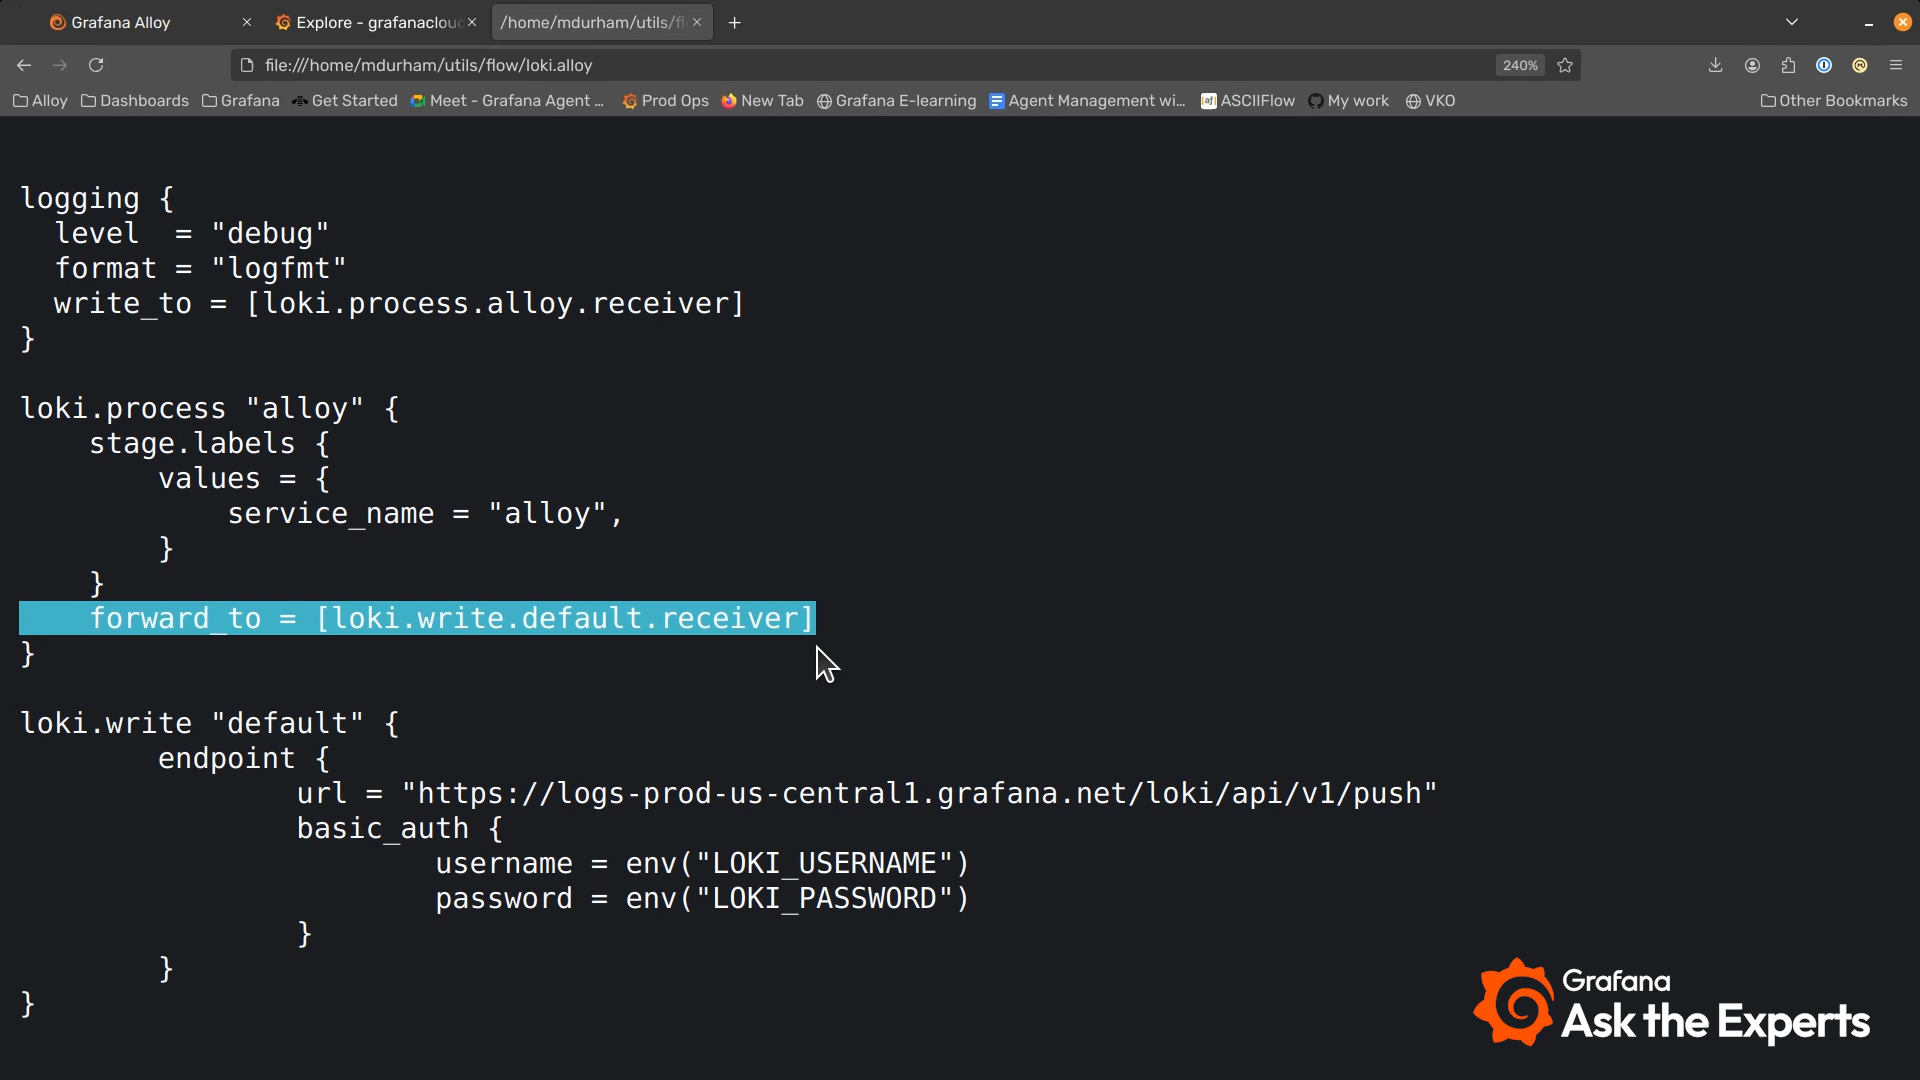 Grafana Alloy
Explore - grafanaclou
/home/mdurham/utils/fl
file:///home/mdurham/utils/flow/loki.alloy
240%
Alloy Dashboards Grafana Get Started Meet - Grafana Agent ... Prod Ops New Tab Grafana E-learning Agent Management wi... ASCIIFlow My work VKO Other Bookmarks
logging {
  level  = "debug"
  format = "logfmt"
  write_to = [loki.process.alloy.receiver]
}
loki.process "alloy" {
    stage.labels {
        values = {
            service_name = "alloy",
        }
    }
    forward_to = [loki.write.default.receiver]
}
loki.write "default" {
        endpoint {
                url = "https://logs-prod-us-central1.grafana.net/loki/api/v1/push"
                basic_auth {
                        username = env("LOKI_USERNAME")
                        password = env("LOKI_PASSWORD")
                }
        }
}
Grafana
Ask the Experts